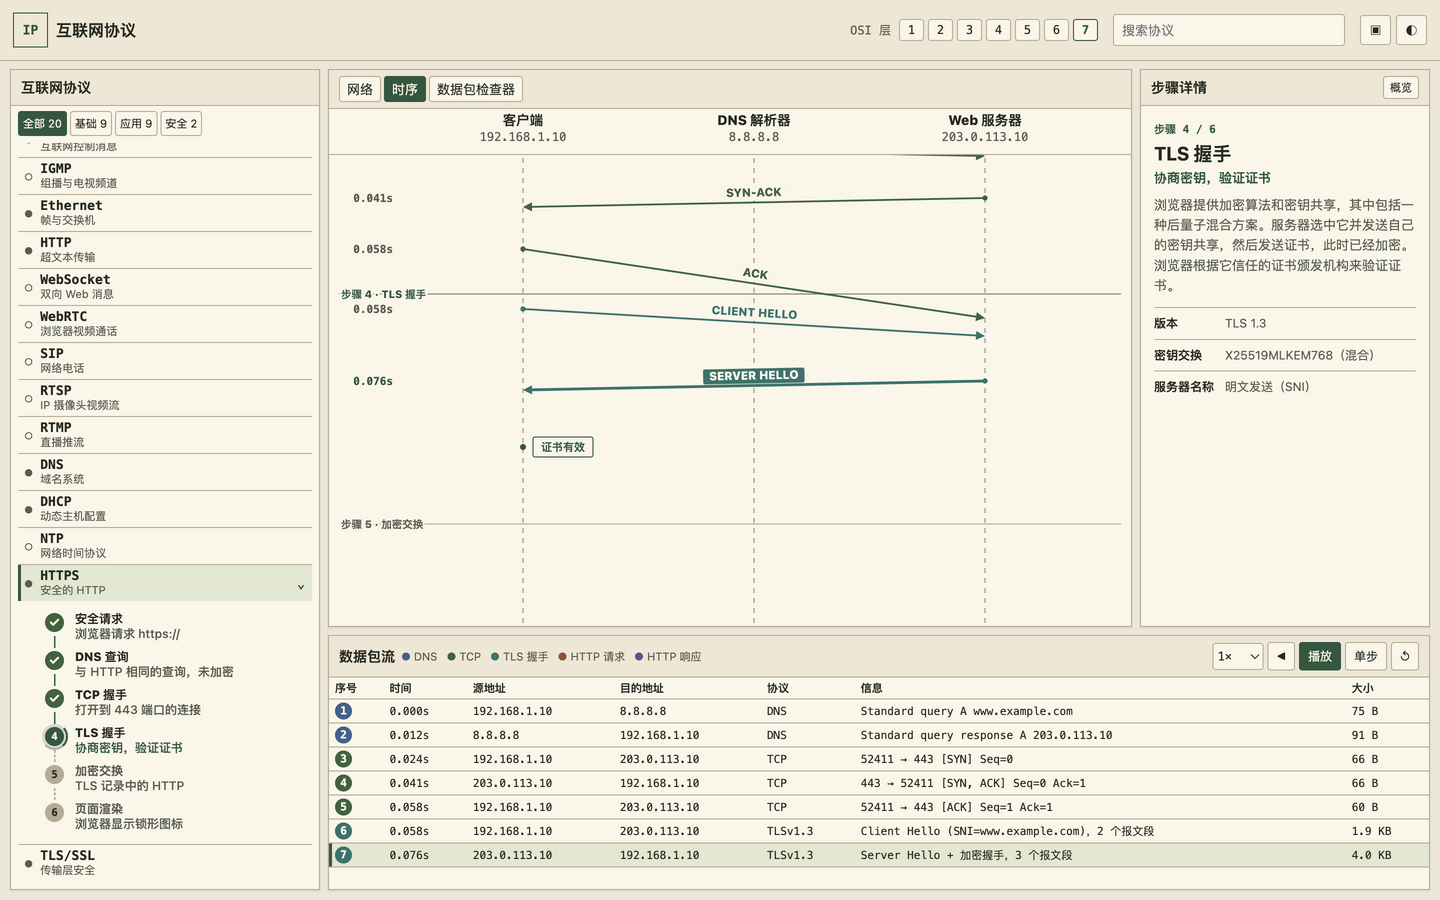 IP 互联网协议
OSI 层 1 2 3 4 5 6 7 搜索协议
互联网协议
全部 20 基础 9 应用 9 安全 2
互联网控制消息
IGMP
组播与电视频道
Ethernet
帧与交换机
HTTP
超文本传输
WebSocket
双向 Web 消息
WebRTC
浏览器视频通话
SIP
网络电话
RTSP
IP 摄像头视频流
RTMP
直播推流
DNS
域名系统
DHCP
动态主机配置
NTP
网络时间协议
HTTPS
安全的 HTTP
安全请求
浏览器请求 https://
DNS 查询
与 HTTP 相同的查询，未加密
TCP 握手
打开到 443 端口的连接
4 TLS 握手
协商密钥，验证证书
5 加密交换
TLS 记录中的 HTTP
6 页面渲染
浏览器显示锁形图标
TLS/SSL
传输层安全
网络 时序 数据包检查器
客户端 DNS 解析器 Web 服务器
192.168.1.10 8.8.8.8 203.0.113.10
SYN-ACK
0.041s
0.058s
ACK
步骤 4 · TLS 握手
0.058s
CLIENT HELLO
SERVER HELLO
0.076s
证书有效
步骤 5 · 加密交换
步骤详情 概览
步骤 4 / 6
TLS 握手
协商密钥，验证证书
浏览器提供加密算法和密钥共享，其中包括一
种后量子混合方案。服务器选中它并发送自己
的密钥共享，然后发送证书，此时已经加密。
浏览器根据它信任的证书颁发机构来验证证
书。
版本 TLS 1.3
密钥交换 X25519MLKEM768（混合）
服务器名称 明文发送（SNI）
数据包流 DNS TCP TLS 握手 HTTP 请求 HTTP 响应 1× 播放 单步
序号 时间 源地址 目的地址 协议 信息 大小
1 0.000s 192.168.1.10 8.8.8.8 DNS Standard query A www.example.com 75 B
2 0.012s 8.8.8.8 192.168.1.10 DNS Standard query response A 203.0.113.10 91 B
3 0.024s 192.168.1.10 203.0.113.10 TCP 52411 → 443 [SYN] Seq=0 66 B
4 0.041s 203.0.113.10 192.168.1.10 TCP 443 → 52411 [SYN, ACK] Seq=0 Ack=1 66 B
5 0.058s 192.168.1.10 203.0.113.10 TCP 52411 → 443 [ACK] Seq=1 Ack=1 60 B
6 0.058s 192.168.1.10 203.0.113.10 TLSv1.3 Client Hello (SNI=www.example.com)，2 个报文段 1.9 KB
7 0.076s 203.0.113.10 192.168.1.10 TLSv1.3 Server Hello + 加密握手，3 个报文段 4.0 KB